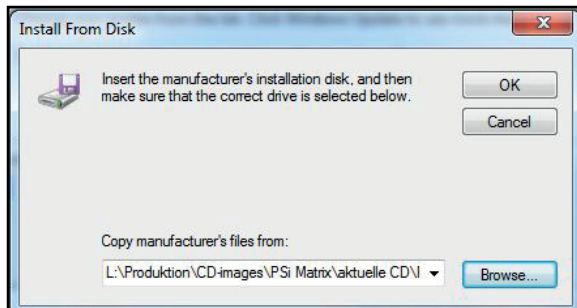 Install From Disk
Insert the manufacturer's installation disk, and then
make sure that the correct drive is selected below.
OK
Cancel
Copy manufacturer's files from:
L:\Produktion\CD-images\PSi Matrix\aktuelle CD\I
Browse...